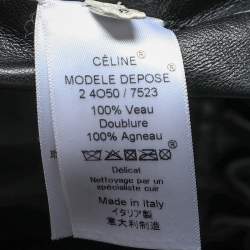 CÉLINE®
MODELE DEPOSE®
2 4O50 / 7523
100% Veau
Doublure
100% Agneau
Délicat
Nettoyage par un
spécialiste cuir
Made in Italy
イタリア製
意大利制造